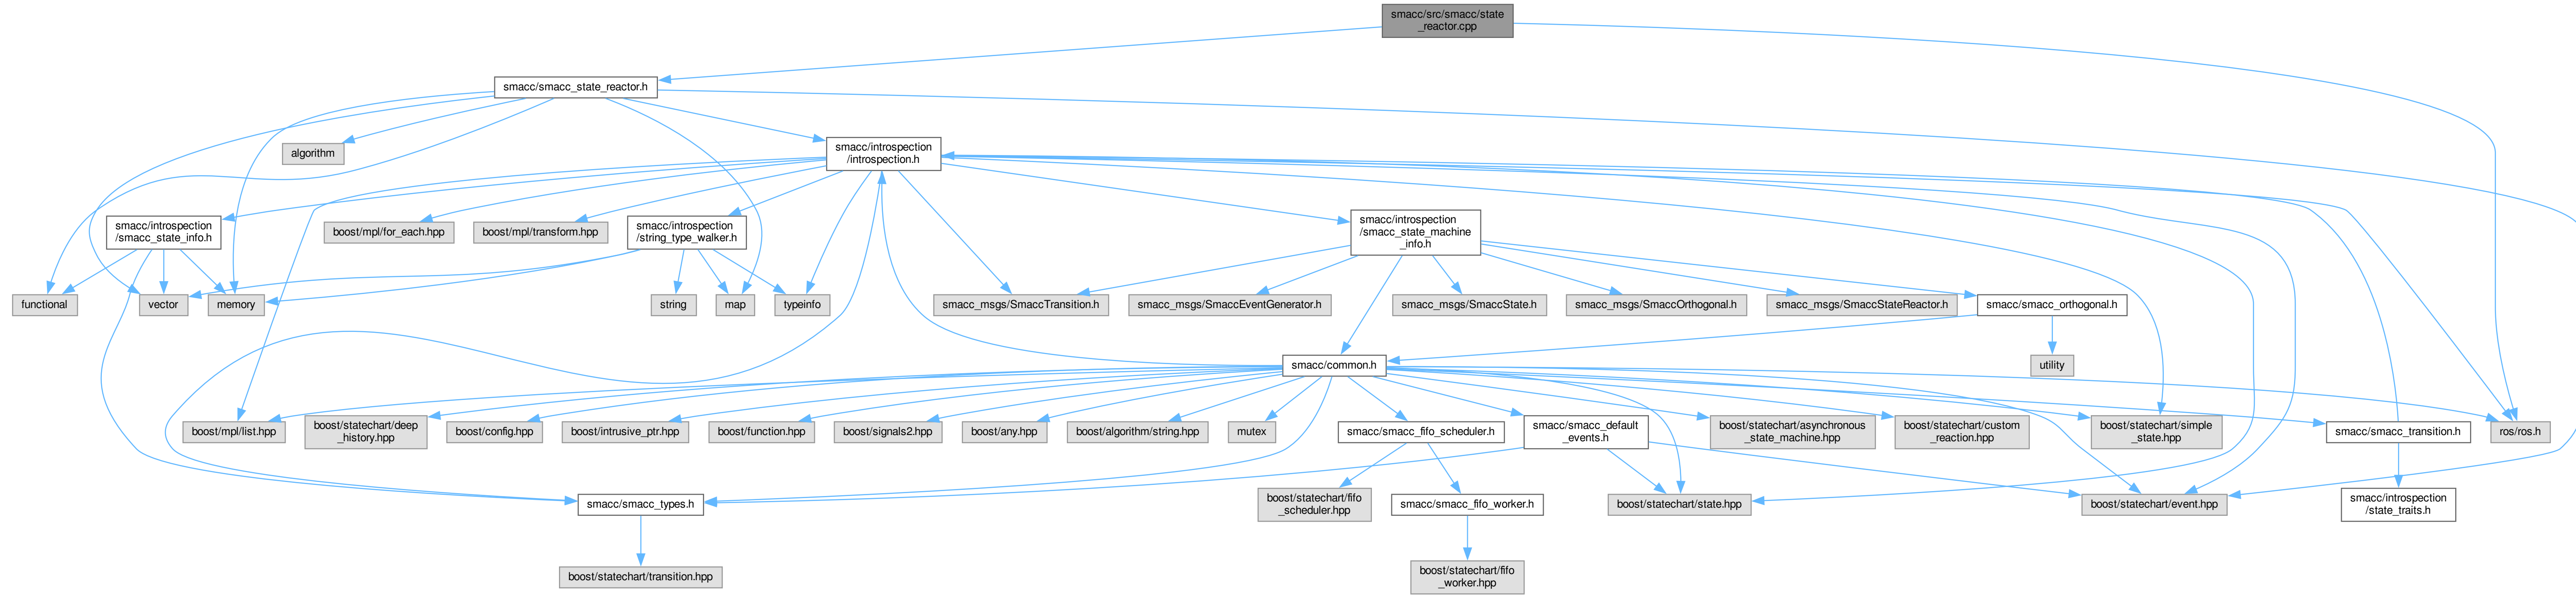 smacc/src/smacc/state
_reactor.cpp
smacc/smacc_state_reactor.h
algorithm
smacc/introspection
/introspection.h
smacc/introspection
/smacc_state_info.h
boost/mpl/for_each.hpp
boost/mpl/transform.hpp
smacc/introspection
/string_type_walker.h
smacc/introspection
/smacc_state_machine
_info.h
functional
vector
memory
string
map
typeinfo
smacc_msgs/SmaccTransition.h
smacc_msgs/SmaccEventGenerator.h
smacc_msgs/SmaccState.h
smacc_msgs/SmaccOrthogonal.h
smacc_msgs/SmaccStateReactor.h
smacc/smacc_orthogonal.h
smacc/common.h
utility
boost/mpl/list.hpp
boost/statechart/deep
_history.hpp
boost/config.hpp
boost/intrusive_ptr.hpp
boost/function.hpp
boost/signals2.hpp
boost/any.hpp
boost/algorithm/string.hpp
mutex
smacc/smacc_fifo_scheduler.h
smacc/smacc_default
_events.h
boost/statechart/asynchronous
_state_machine.hpp
boost/statechart/custom
_reaction.hpp
boost/statechart/simple
_state.hpp
smacc/smacc_transition.h
ros/ros.h
smacc/smacc_types.h
boost/statechart/fifo
_scheduler.hpp
smacc/smacc_fifo_worker.h
boost/statechart/state.hpp
boost/statechart/event.hpp
smacc/introspection
/state_traits.h
boost/statechart/transition.hpp
boost/statechart/fifo
_worker.hpp